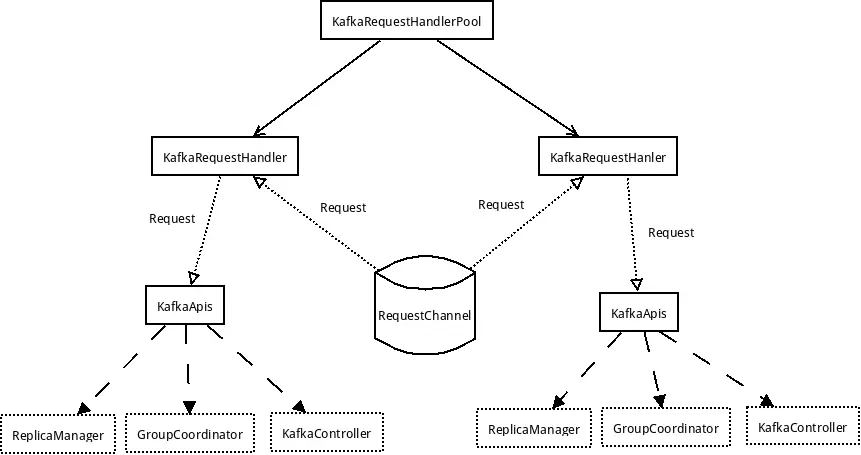 KafkaRequestHandlerPool
KafkaRequestHandler
KafkaRequestHanler
Request
Request
Request
Request
KafkaApis
RequestChannel
KafkaApis
ReplicaManager
GroupCoordinator
KafkaController
ReplicaManager
GroupCoordinator
KafkaController